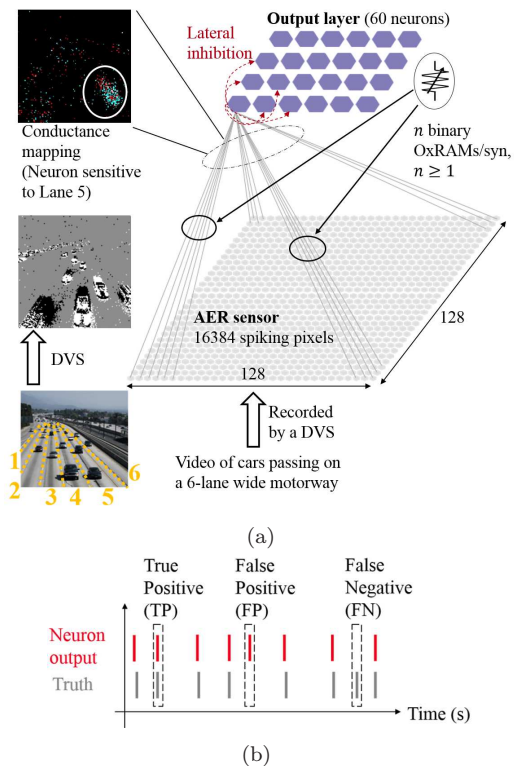 Output layer (60 neurons)
Lateral
inhibition
Conductance
mapping
(Neuron sensitive
to Lane 5)
n binary
OxRAMs/syn,
n ≥ 1
AER sensor
16384 spiking pixels
128
128
DVS
Recorded
by a DVS
Video of cars passing on
a 6-lane wide motorway
1
2
3
4
5
6
(a)
True
Positive
(TP)
False
Positive
(FP)
False
Negative
(FN)
Neuron
output
Truth
Time (s)
(b)